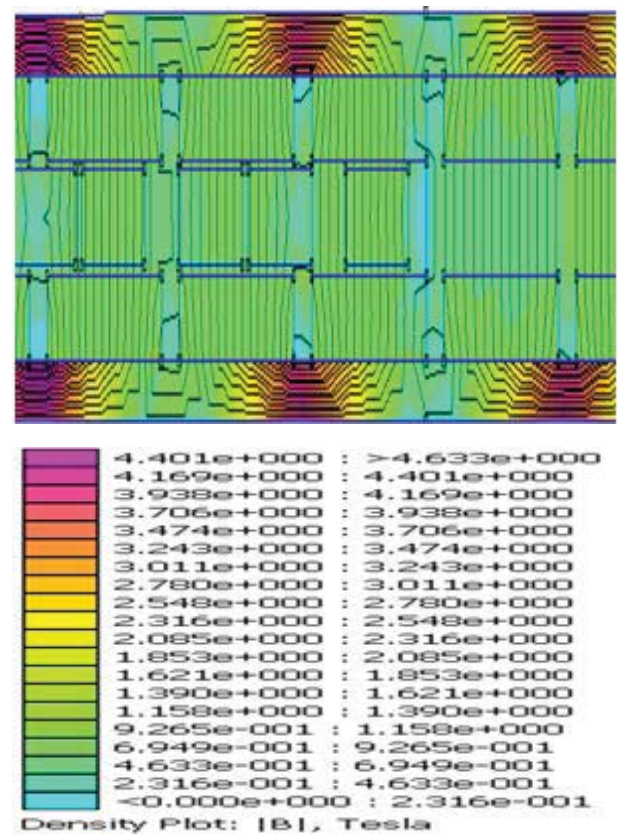 4.401e+000 : >4.633e+000
4.169e+000 : 4.401e+000
3.938e+000 : 4.169e+000
3.706e+000 : 3.938e+000
3.474e+000 : 3.706e+000
3.243e+000 : 3.474e+000
3.011e+000 : 3.243e+000
2.780e+000 : 3.011e+000
2.548e+000 : 2.780e+000
2.316e+000 : 2.548e+000
2.085e+000 : 2.316e+000
1.853e+000 : 2.085e+000
1.621e+000 : 1.853e+000
1.390e+000 : 1.621e+000
1.158e+000 : 1.390e+000
9.265e-001 : 1.158e+000
6.949e-001 : 9.265e-001
4.633e-001 : 6.949e-001
2.316e-001 : 4.633e-001
<0.000e+000 : 2.316e-001
Density Plot: |B|, Tesla